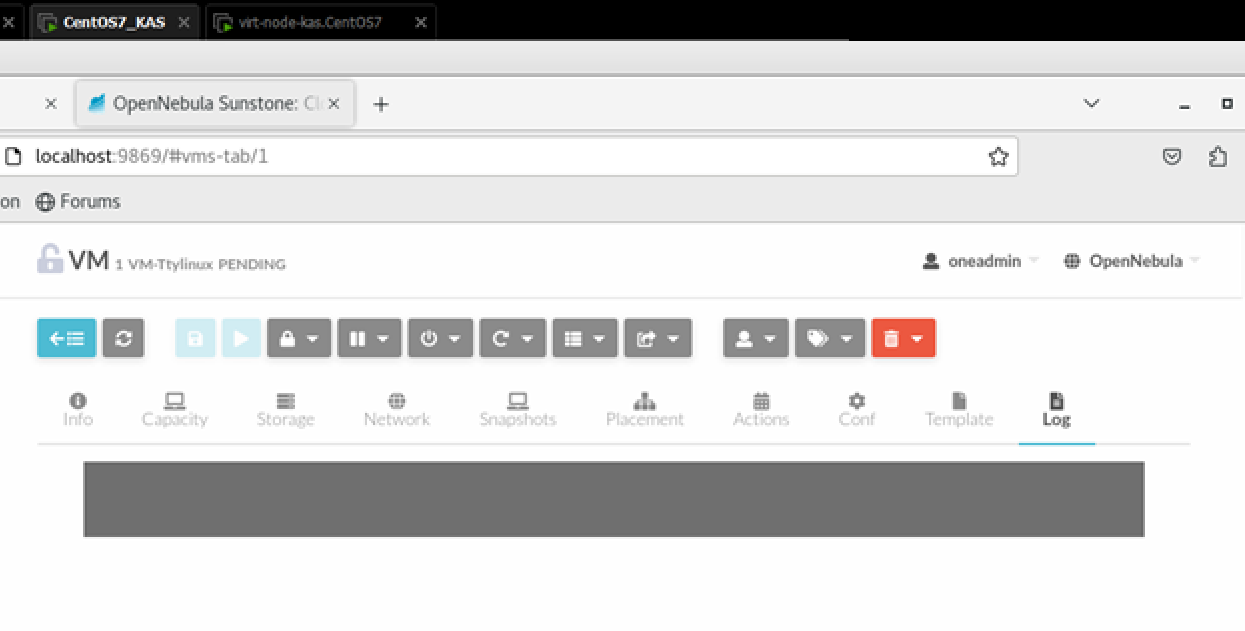 CentOS7_KAS virt-node-kas.CentOS7
OpenNebula Sunstone: Cl
localhost:9869/#vms-tab/1
on Forums
VM 1 VM-Ttylinux PENDING oneadmin OpenNebula
Info Capacity Storage Network Snapshots Placement Actions Conf Template Log